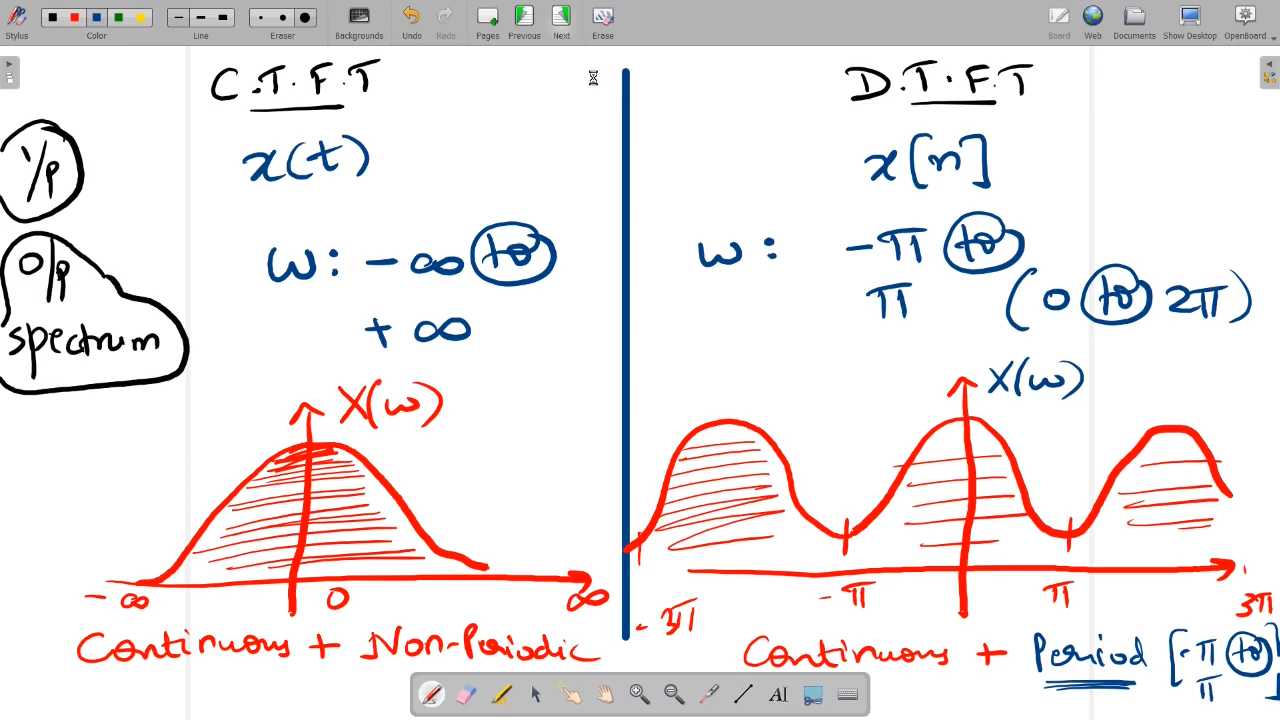 Stylus Color Line Eraser Backgrounds Undo Redo Pages Previous Next Erase Board Web Documents Show Desktop OpenBoard
C.T.F.T
x(t)
I/p
ω: -∞ to
+ ∞
O/p
spectrum
X(ω)
-∞ 0 ∞
Continuous + Non-Periodic
D.T.F.T
x[n]
ω: -π to
π (0 to 2π)
X(ω)
-3π -π π 3π
Continuous + Period [-π to
π]
AI